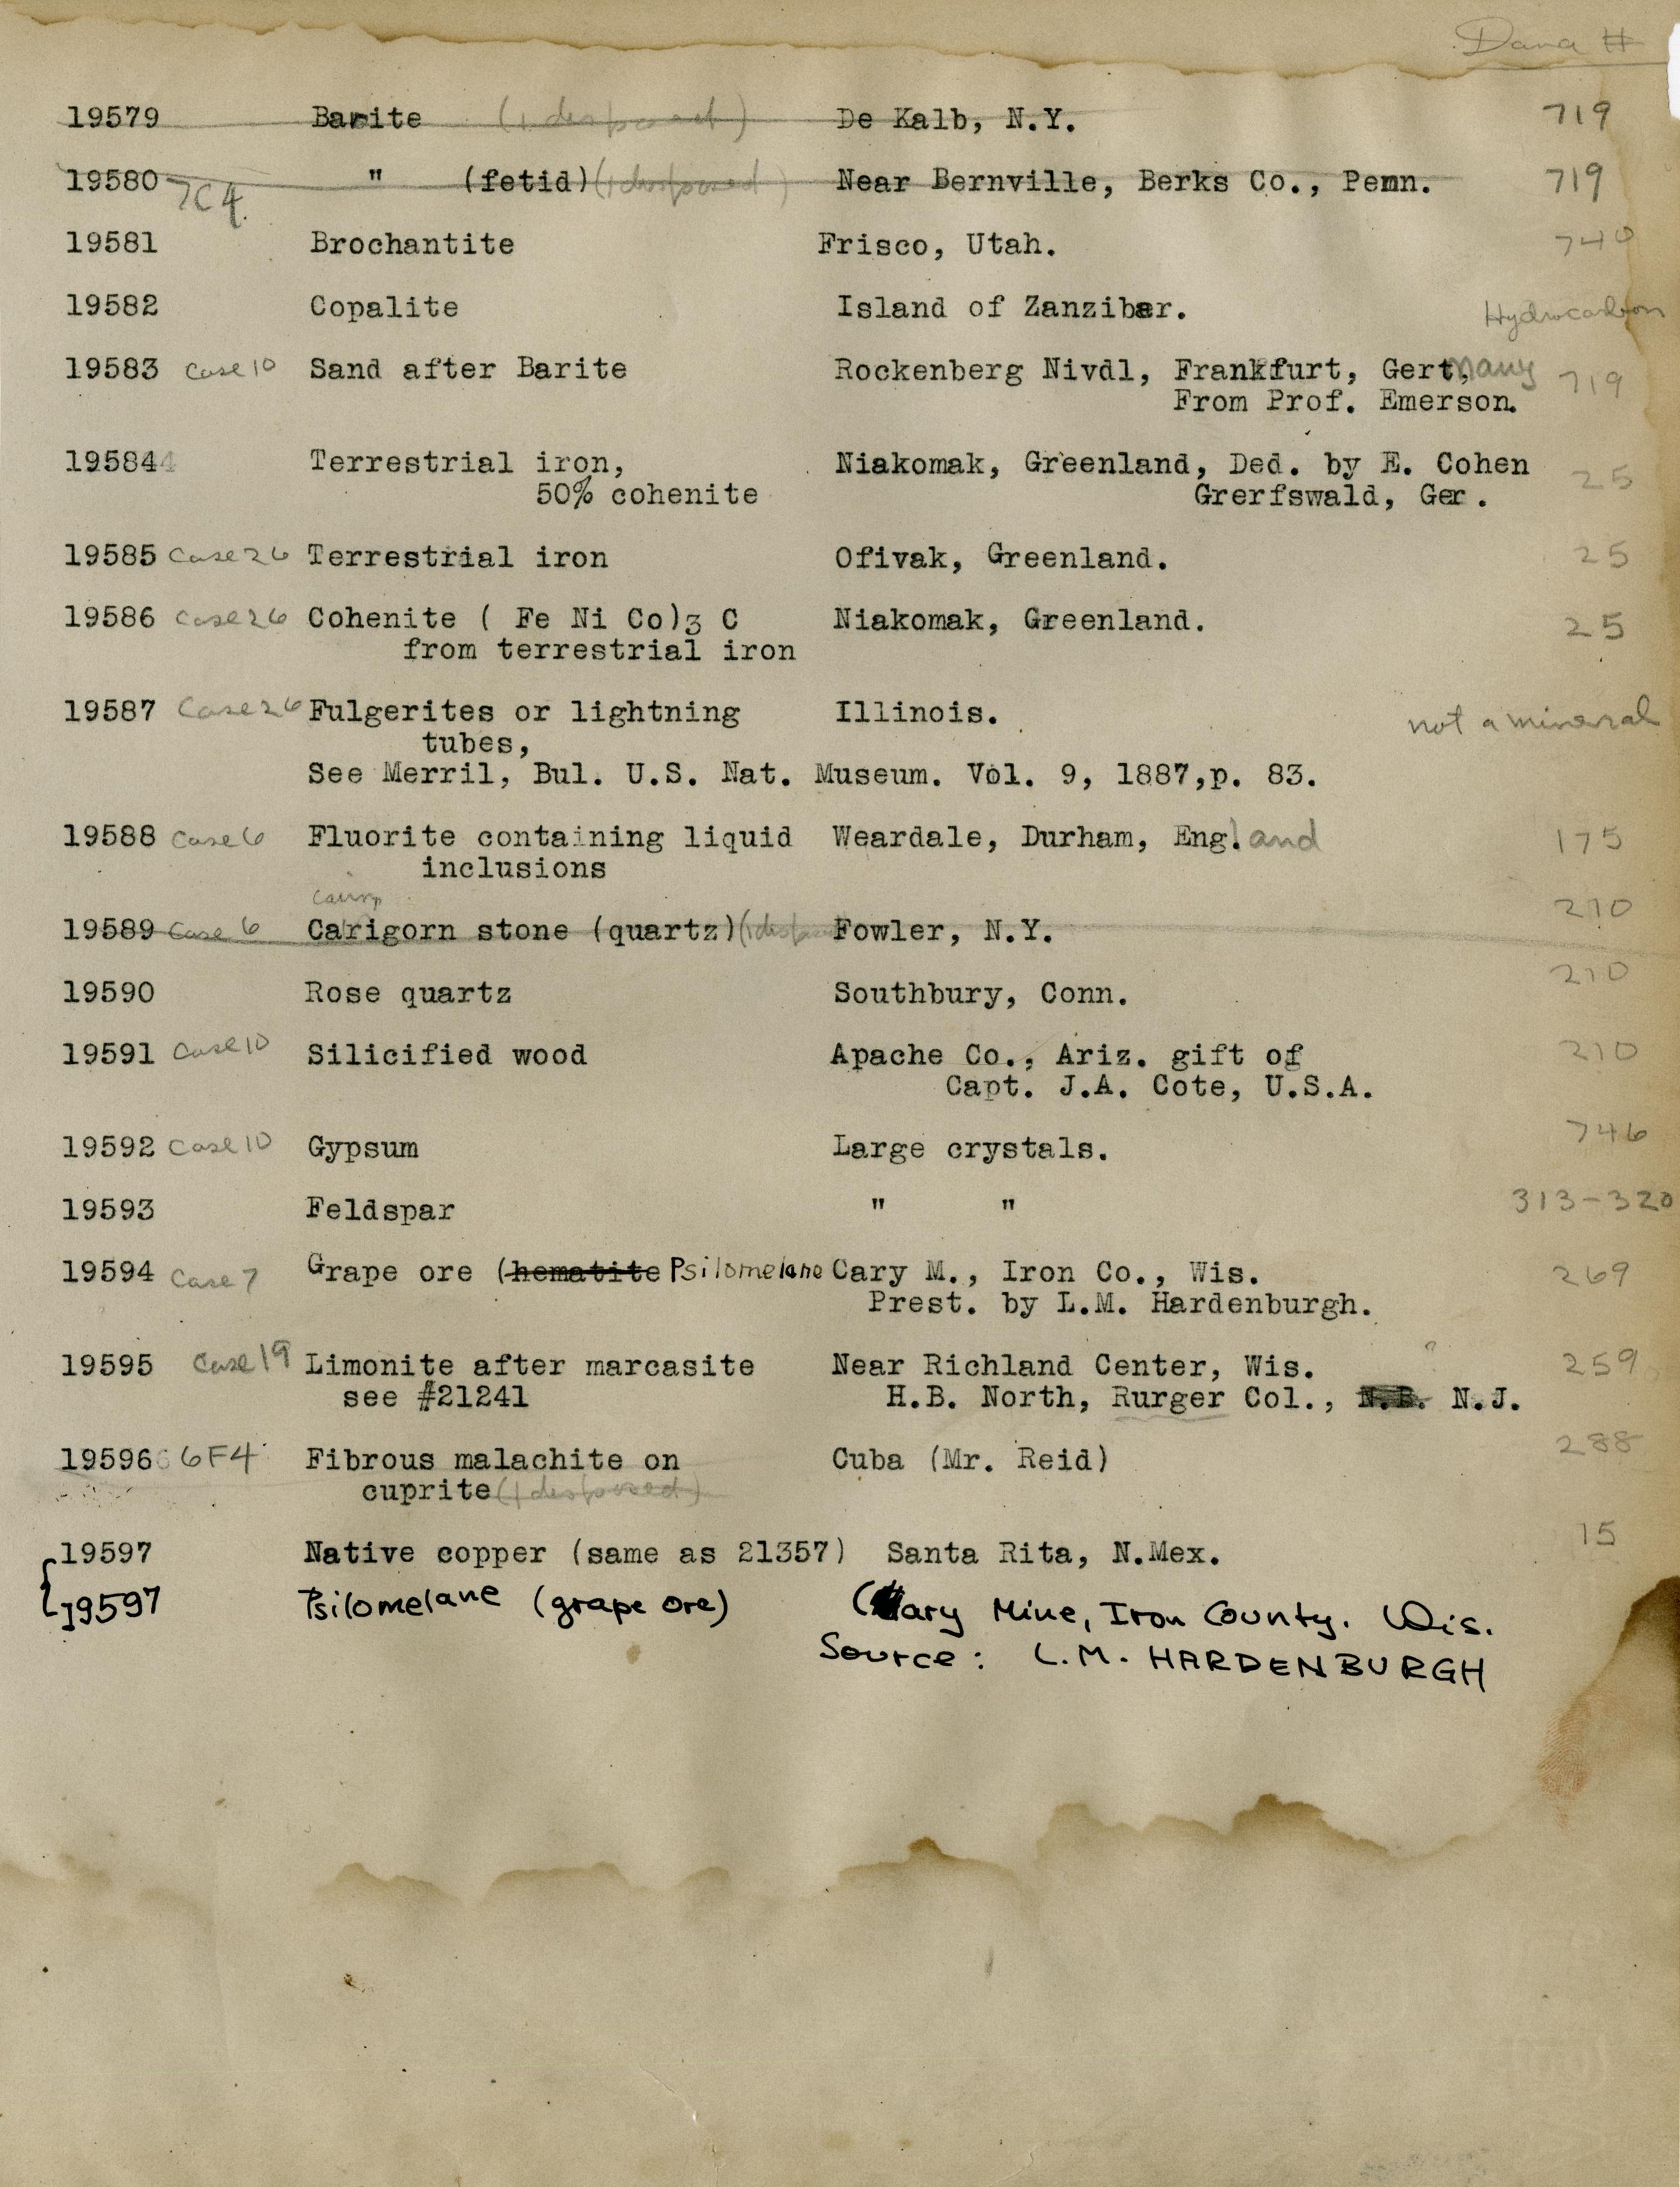 Dana #
19579 Barite (1 disposed) De Kalb, N.Y. 719
19580 7C4 " (fetid) (1 disposed) Near Bernville, Berks Co., Penn. 719
19581 Brochantite Frisco, Utah. 740
19582 Copalite Island of Zanzibar. Hydrocarbon
19583 Case 10 Sand after Barite Rockenberg Nivdl, Frankfurt, Germany 719
From Prof. Emerson.
19584 Terrestrial iron, Niakomak, Greenland, Ded. by E. Cohen 25
50% cohenite Grerfswald, Ger.
19585 Case 26 Terrestrial iron Ofivak, Greenland. 25
19586 Case 26 Cohenite ( Fe Ni Co)3 C Niakomak, Greenland. 25
from terrestrial iron
19587 Case 26 Fulgerites or lightning Illinois. not a mineral
tubes,
See Merril, Bul. U.S. Nat. Museum. Vol. 9, 1887,p. 83.
19588 Case 6 Fluorite containing liquid Weardale, Durham, England 175
inclusions
cairn
19589 Case 6 Carigorn stone (quartz) (1 disp Fowler, N.Y. 210
19590 Rose quartz Southbury, Conn. 210
19591 Case 10 Silicified wood Apache Co., Ariz. gift of 210
Capt. J.A. Cote, U.S.A.
19592 Case 10 Gypsum Large crystals. 746
19593 Feldspar " " 313-320
19594 Case 7 Grape ore (hematite Psilomelane Cary M., Iron Co., Wis. 269
Prest. by L.M. Hardenburgh.
19595 Case 19 Limonite after marcasite Near Richland Center, Wis. 259
see #21241 H.B. North, Rurger Col., N.J.
19596 6F4 Fibrous malachite on Cuba (Mr. Reid) 288
cuprite (1 disposed)
19597 Native copper (same as 21357) Santa Rita, N.Mex. 15
19597 Psilomelane (grape ore) (Cary Mine, Iron County. Wis.
Source: L.M. HARDENBURGH